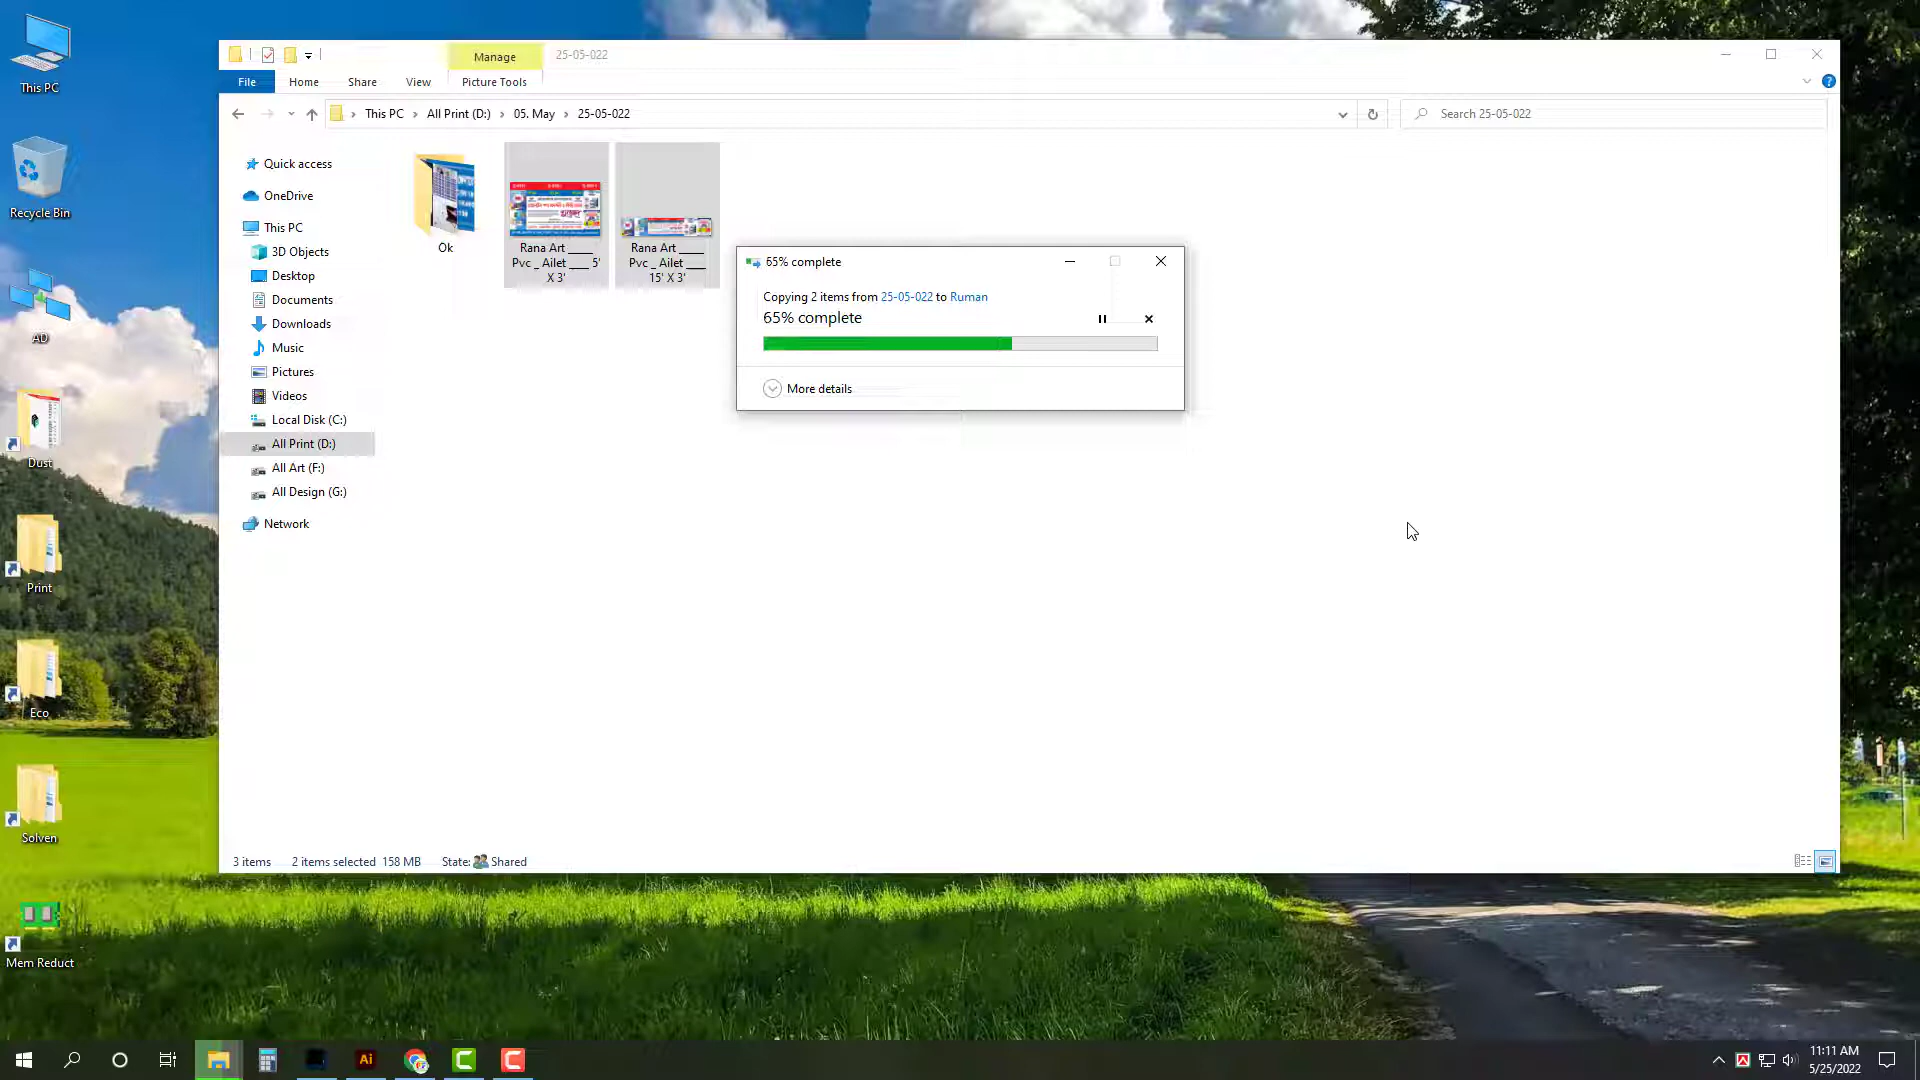 This PC
Recycle Bin
AD
Dust
Print
Eco
Solven
Mem Reduct
Manage
25-05-022
File
Home
Share
View
Picture Tools
This PC
All Print (D:)
05. May
25-05-022
Search 25-05-022
Quick access
OneDrive
This PC
3D Objects
Desktop
Documents
Downloads
Music
Pictures
Videos
Local Disk (C:)
All Print (D:)
All Art (F:)
All Design (G:)
Network
Ok
Rana Art ____
Pvc _ Ailet ___ 5'
X 3'
Rana Art ____
Pvc _ Ailet ___
15' X 3'
65% complete
Copying 2 items from 25-05-022 to Ruman
65% complete
More details
3 items
2 items selected 158 MB
State: Shared
Ai
11:11 AM
5/25/2022